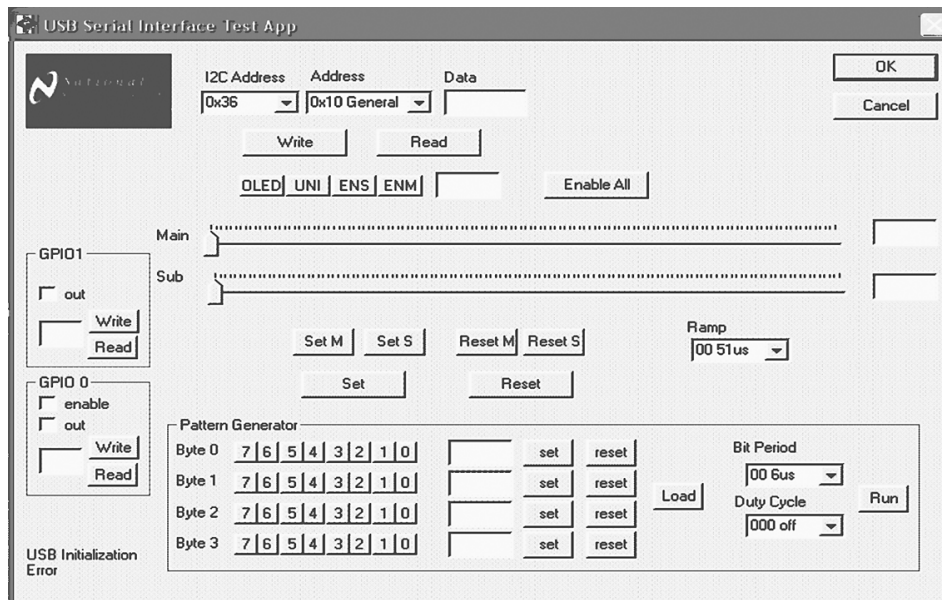 USB Serial Interface Test App
National
I2C Address Address Data
0x36 0x10 General
OK
Cancel
Write Read
OLED UNI ENS ENM Enable All
Main
Sub
GPIO1
out
Write
Read
Set M Set S Reset M Reset S
Set Reset
Ramp
00 51us
GPIO 0
enable
out
Write
Read
Pattern Generator
Byte 0 7 6 5 4 3 2 1 0 set reset
Byte 1 7 6 5 4 3 2 1 0 set reset
Byte 2 7 6 5 4 3 2 1 0 set reset
Byte 3 7 6 5 4 3 2 1 0 set reset
Load
Bit Period
00 6us
Duty Cycle
000 off
Run
USB Initialization
Error